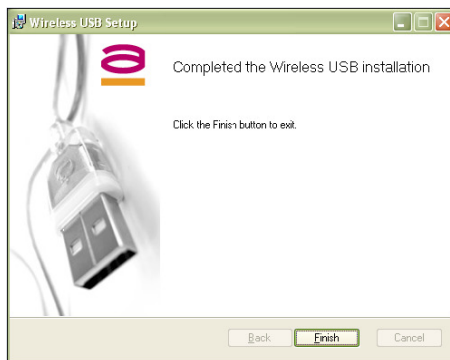 Wireless USB Setup
Completed the Wireless USB installation
Click the Finish button to exit.
Back
Finish
Cancel